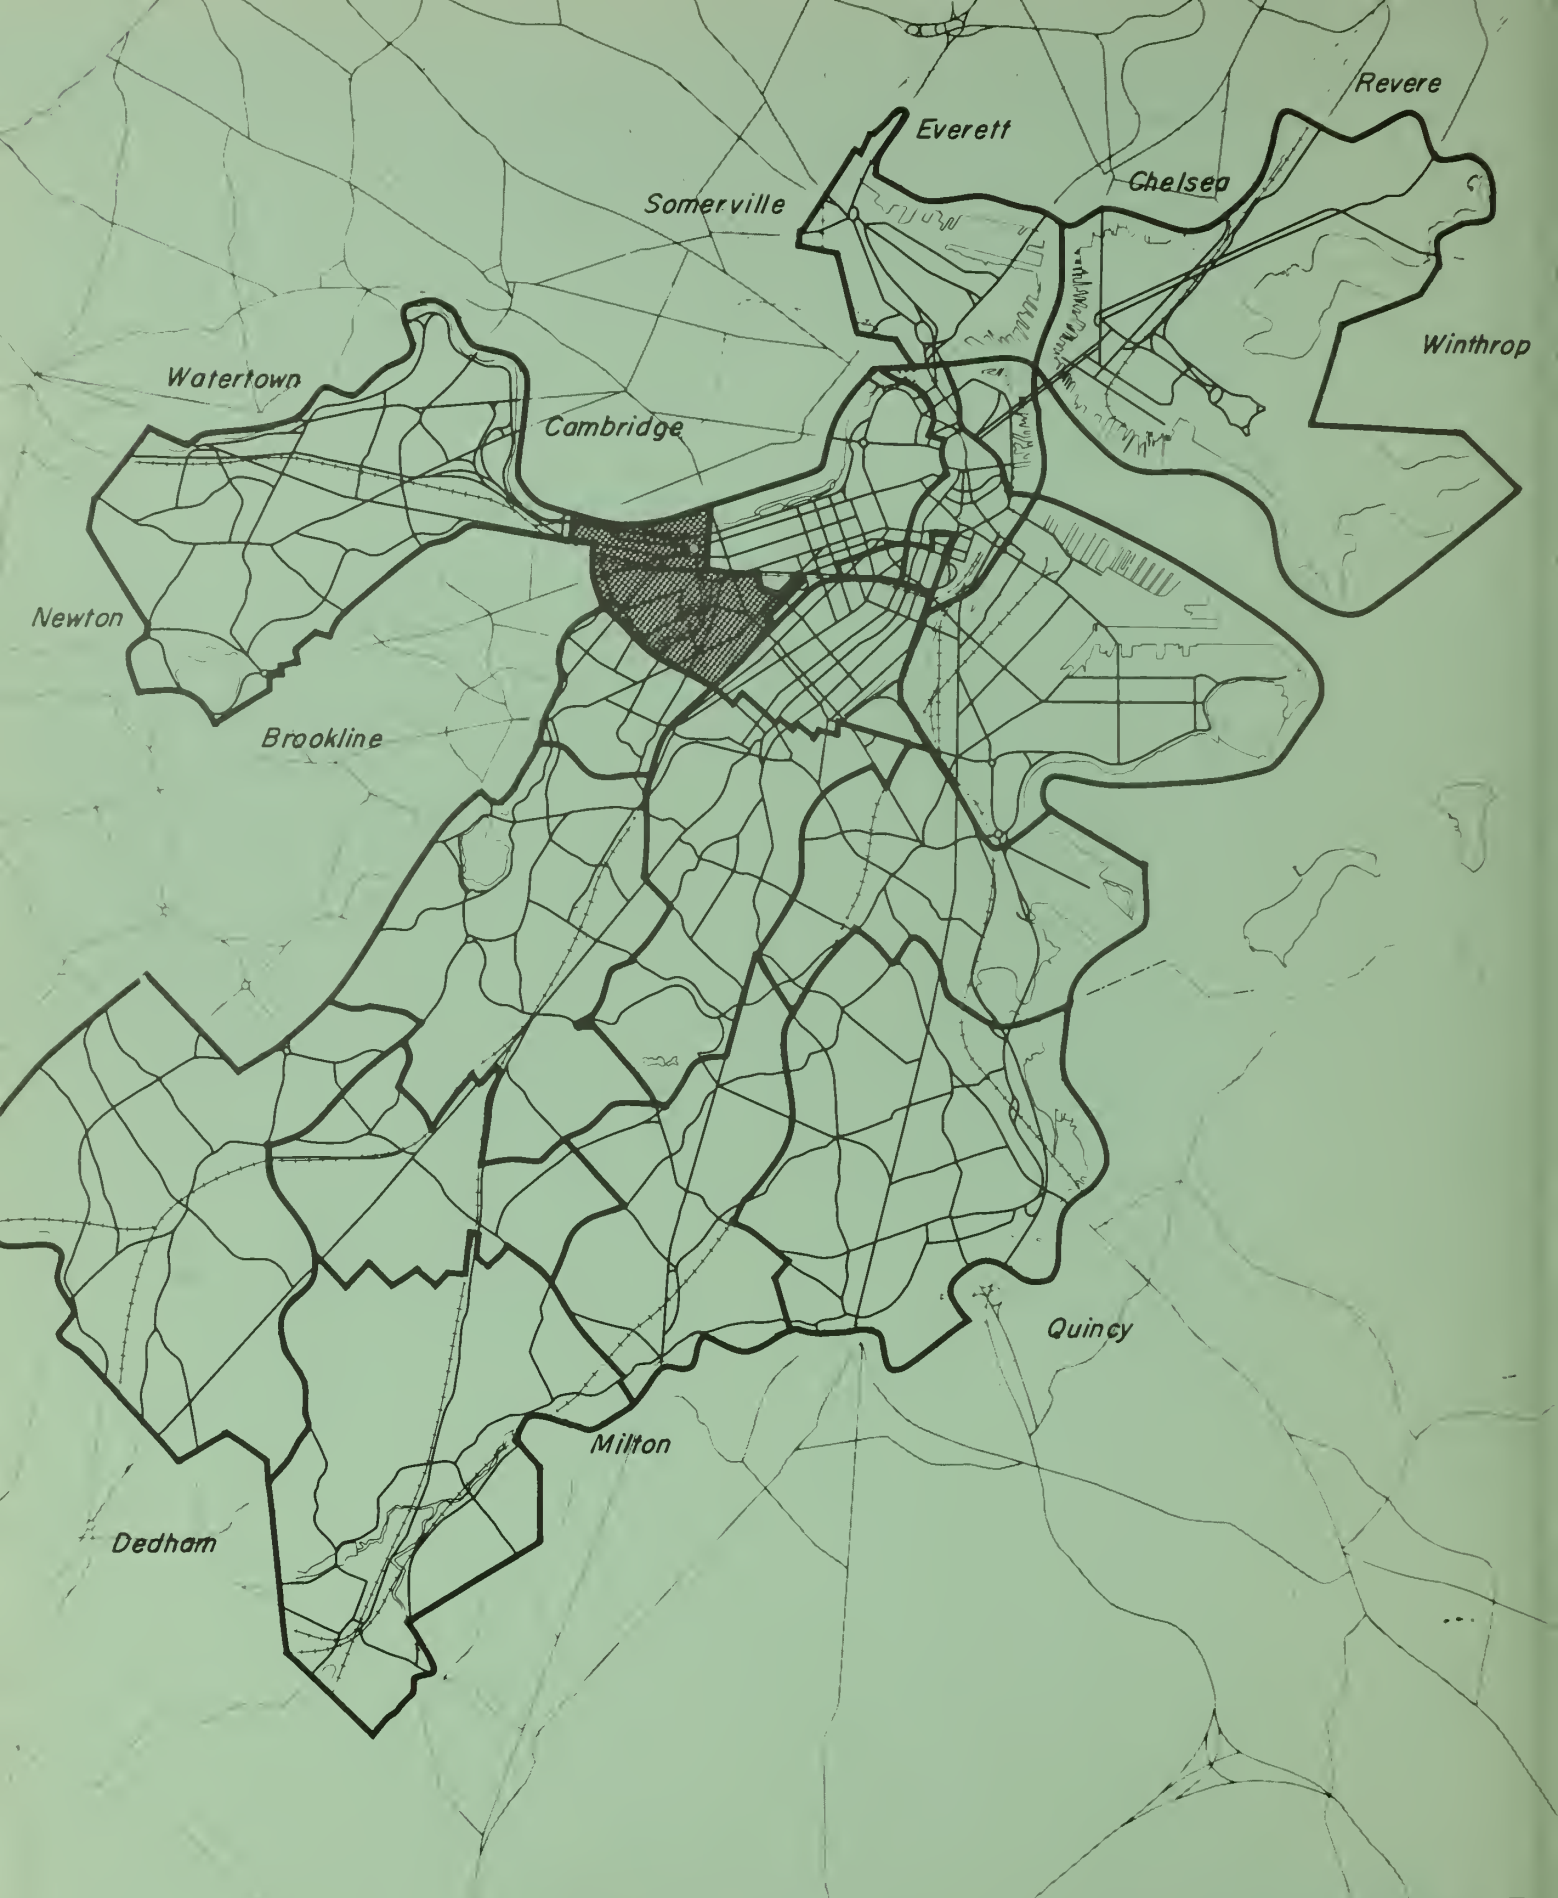 Revere
Everett
Chelsea
Somerville
Winthrop
Watertown
Cambridge
Newton
Brookline
Quincy
Milton
Dedham